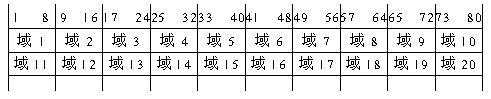 1 8 9 16 17 24 25 32 33 40 41 48 49 56 57 64 65 72 73 80
域 1 域 2 域 3 域 4 域 5 域 6 域 7 域 8 域 9 域 10
域 11 域 12 域 13 域 14 域 15 域 16 域 17 域 18 域 19 域 20